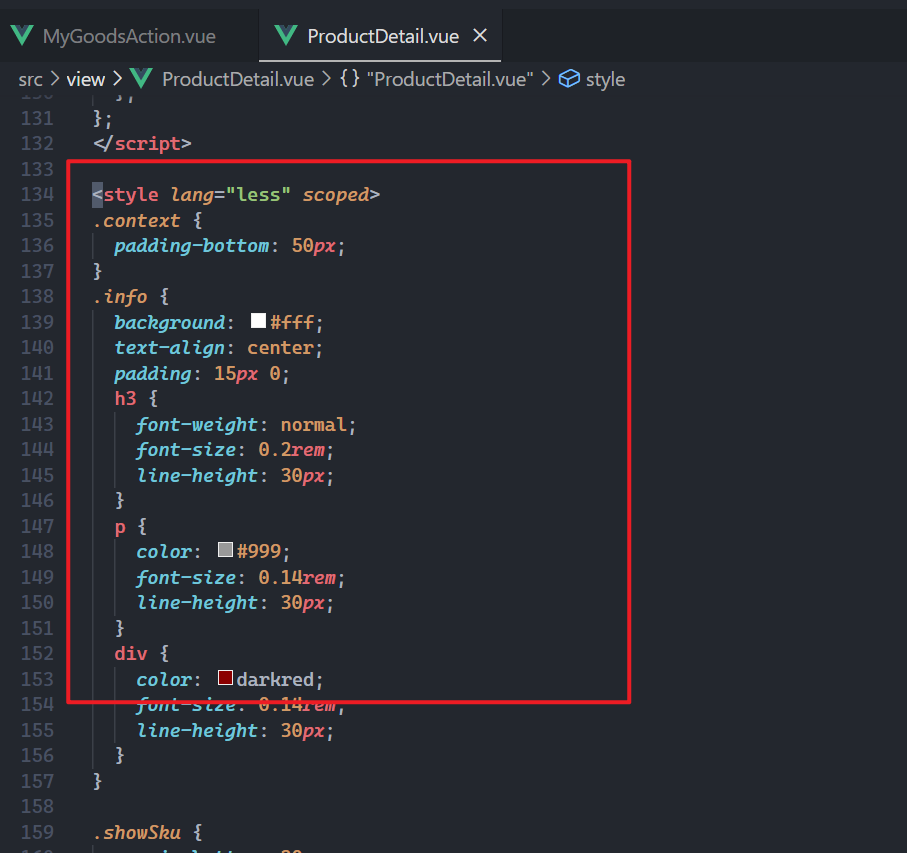 MyGoodsAction.vue
ProductDetail.vue
src > view > ProductDetail.vue > {} "ProductDetail.vue" > style
131 };
132 </script>
133
134 <style lang="less" scoped>
135 .context {
136 padding-bottom: 50px;
137 }
138 .info {
139 background: #fff;
140 text-align: center;
141 padding: 15px 0;
142 h3 {
143 font-weight: normal;
144 font-size: 0.2rem;
145 line-height: 30px;
146 }
147 p {
148 color: #999;
149 font-size: 0.14rem;
150 line-height: 30px;
151 }
152 div {
153 color: darkred;
154 font-size: 0.14rem;
155 line-height: 30px;
156 }
157 }
158
159 .showSku {